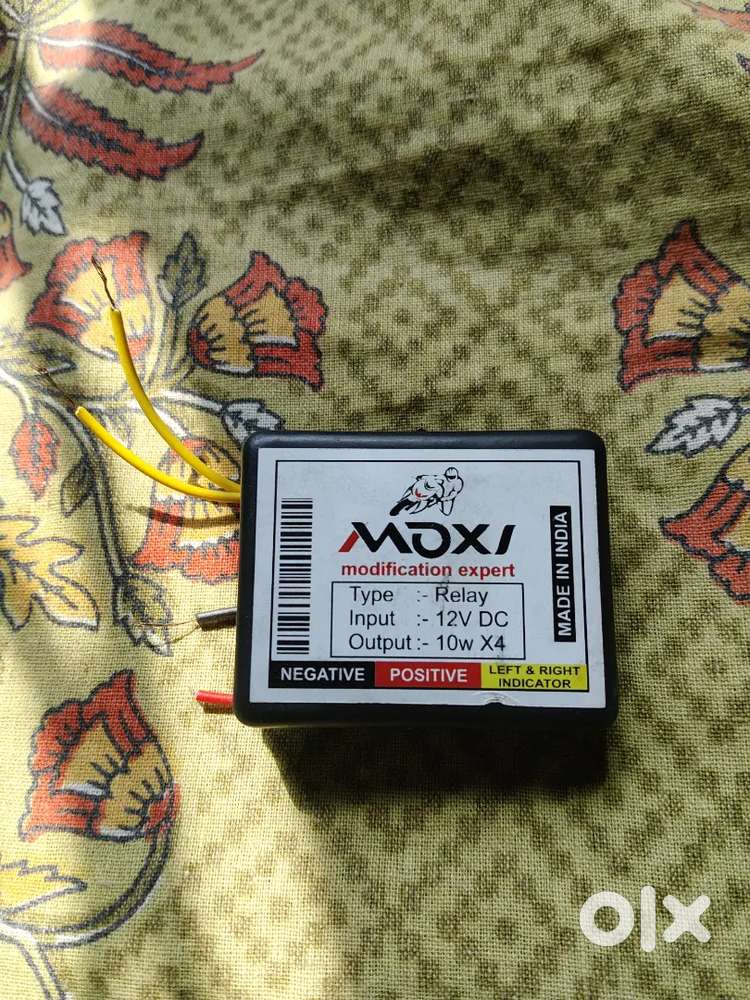 MOXI
modification expert
Type :- Relay
Input :- 12V DC
Output :- 10w X4
NEGATIVE POSITIVE LEFT & RIGHT
INDICATOR
MADE IN INDIA
olx